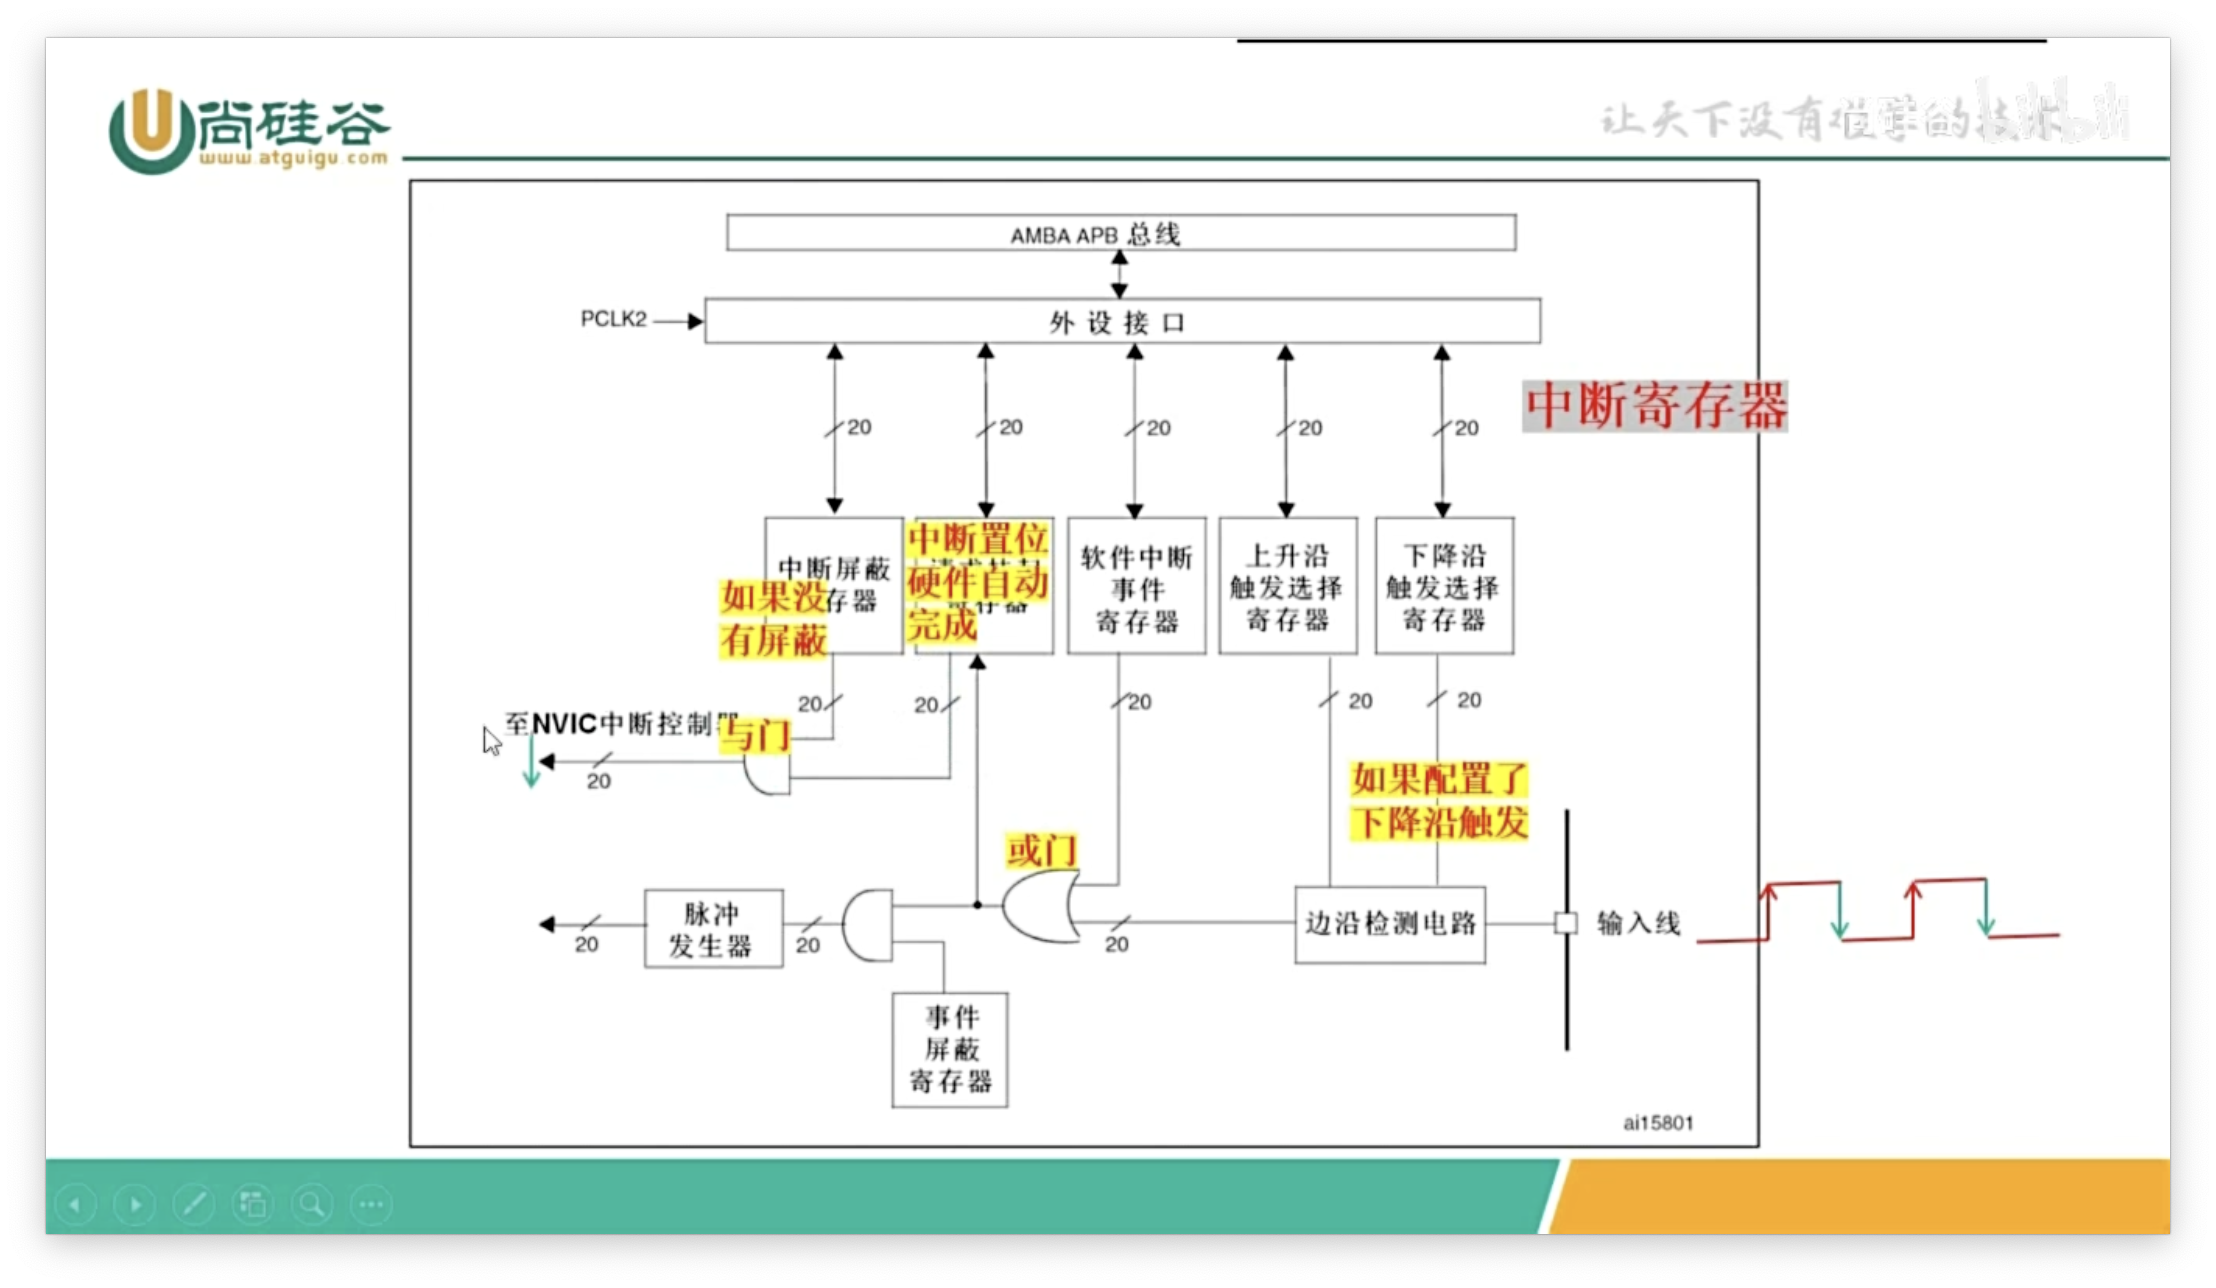 尚硅谷
www.atguigu.com
让天下没有
的技术
AMBA APB 总线
PCLK2
外设接口
20
20
20
20
20
中断寄存器
中断屏蔽
存器
如果没
有屏蔽
中断置位
硬件自动
完成
寄存器
软件中断
事件
寄存器
上升沿
触发选择
寄存器
下降沿
触发选择
寄存器
20
20
20
20
20
至NVIC中断控制器
与门
20
如果配置了
下降沿触发
或门
脉冲
发生器
20
20
20
边沿检测电路
输入线
事件
屏蔽
寄存器
ai15801